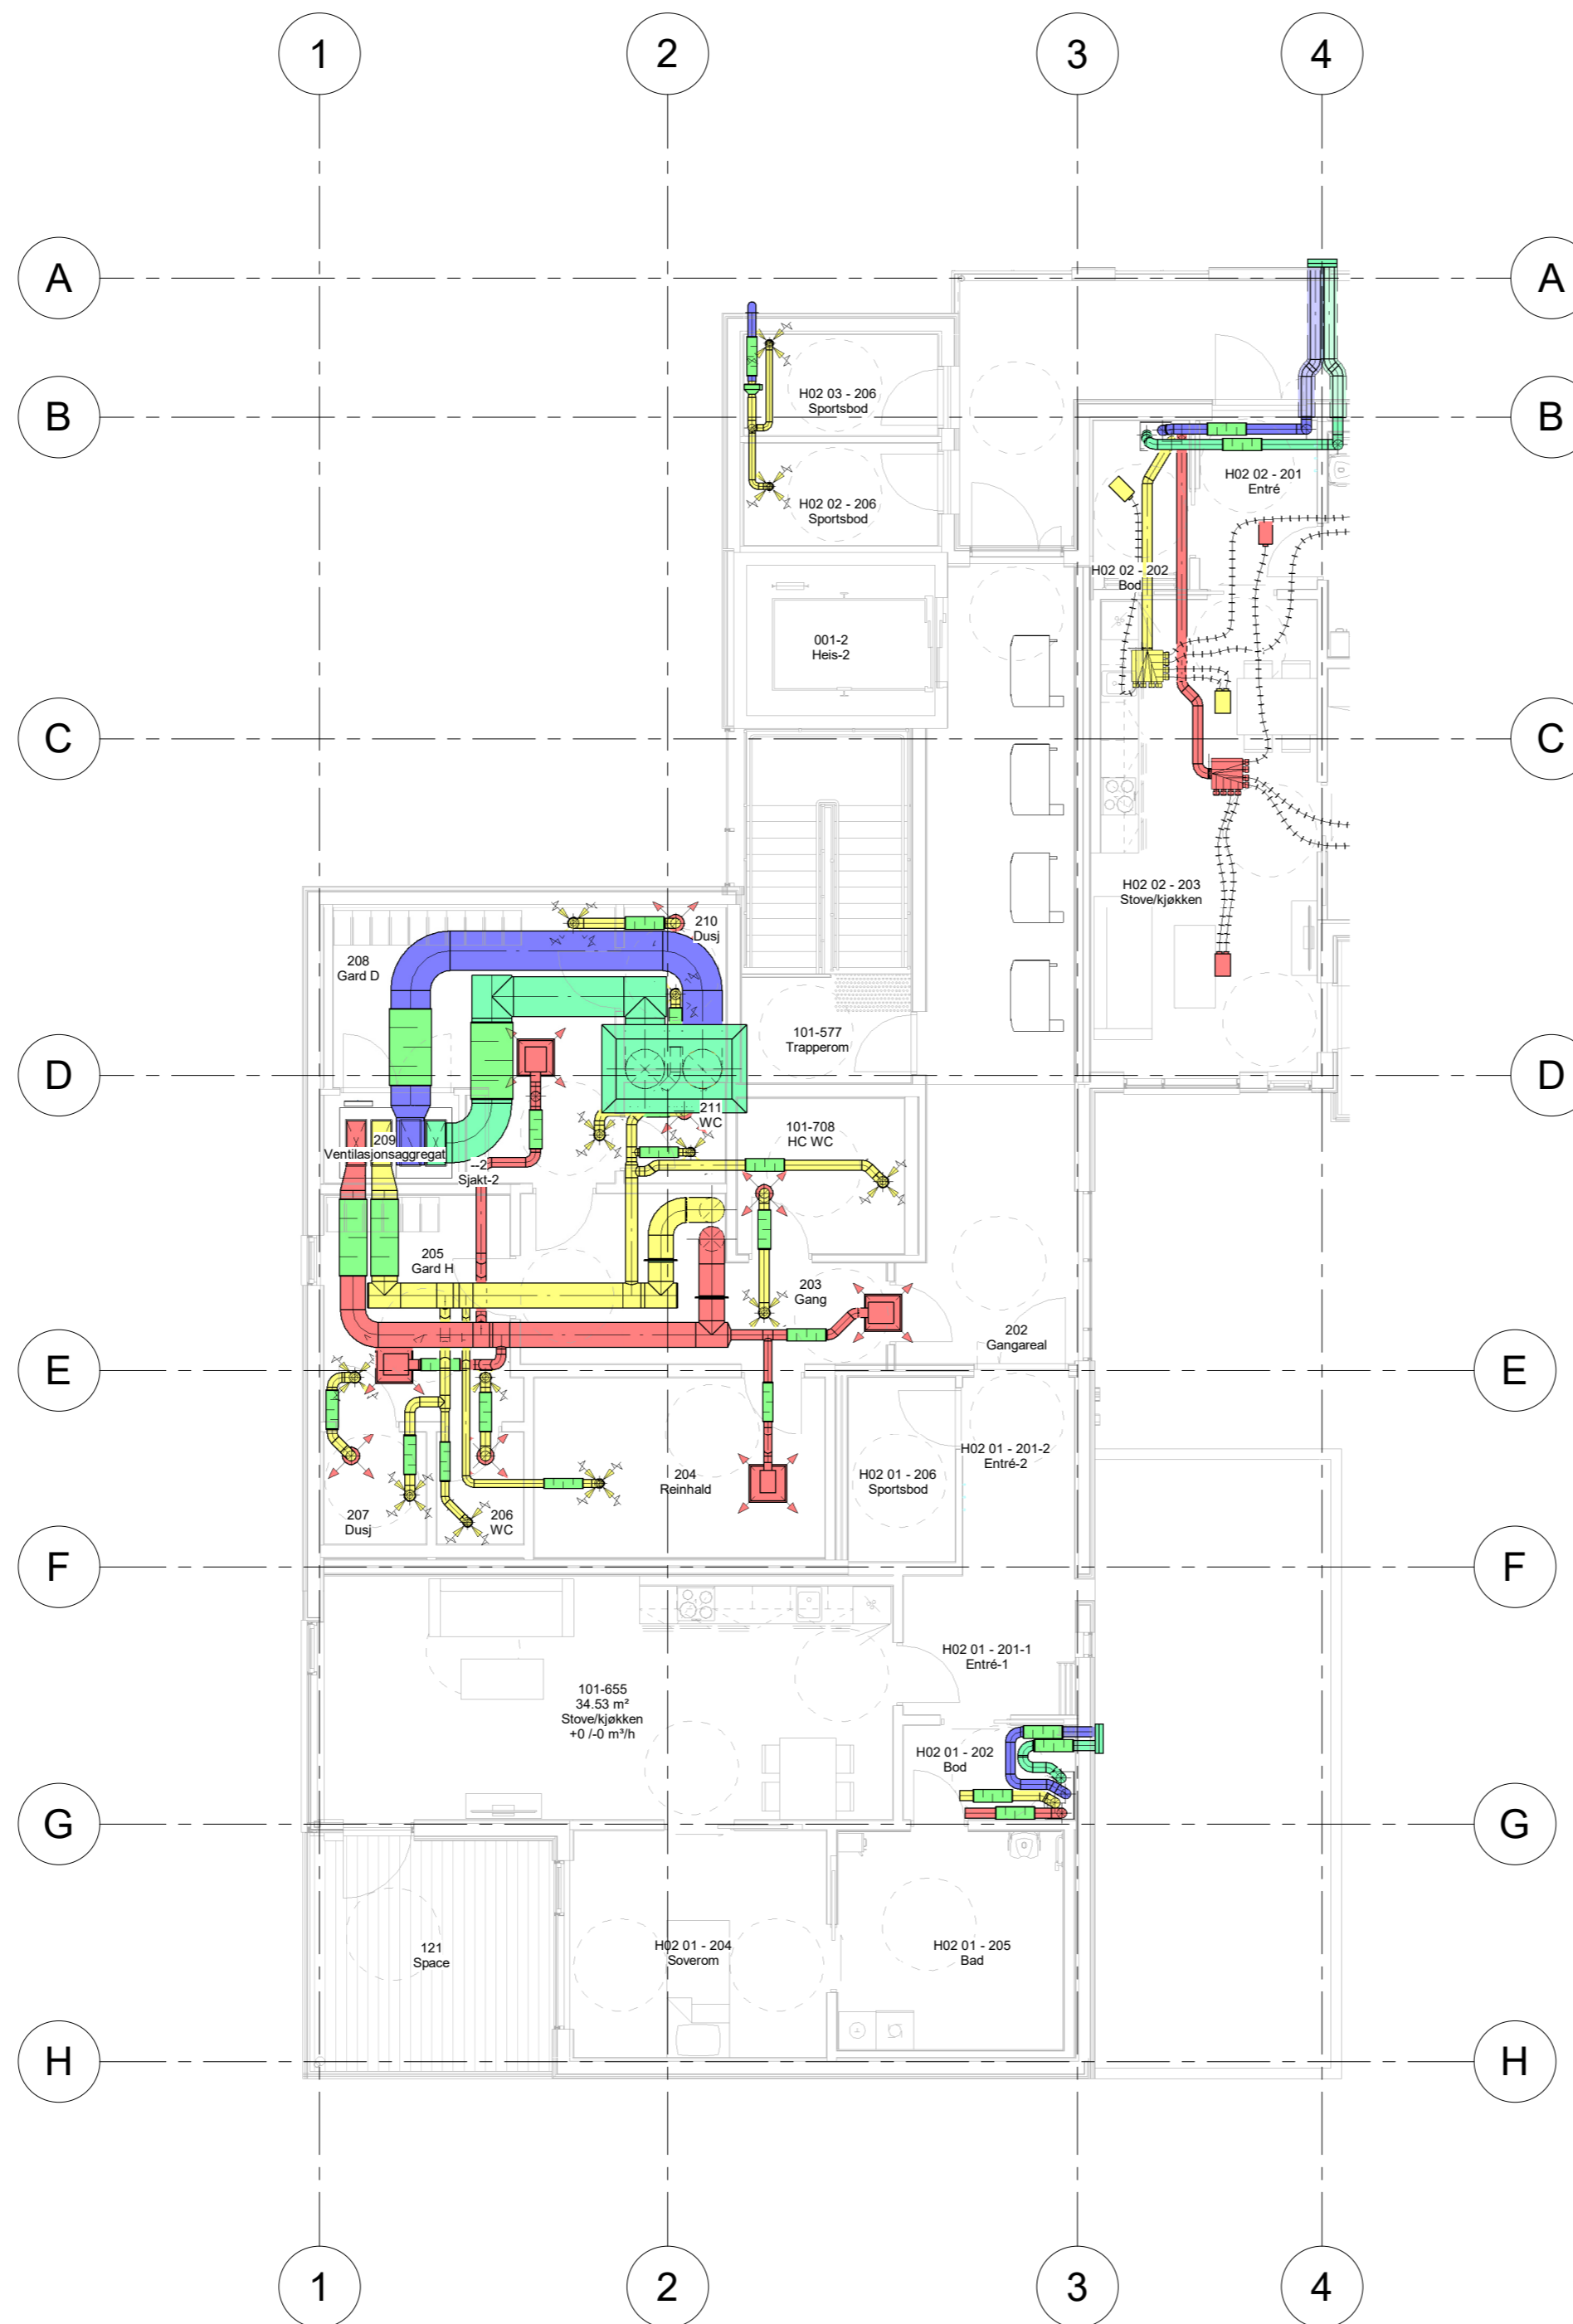 1
2
3
4
A
A
B
B
H02 03 - 206
Sportsbod
H02 02 - 201
Entré
H02 02 - 206
Sportsbod
H02 02 - 202
Bod
001-2
Heis-2
C
C
H02 02 - 203
Stove/kjøkken
210
Dusj
208
Gard D
101-577
Trapperom
D
D
211
WC
101-708
HC WC
209
Ventilasjonsaggregat
--2
Sjakt-2
205
Gard H
203
Gang
202
Gangareal
E
E
H02 01 - 201-2
Entré-2
204
Reinhald
H02 01 - 206
Sportsbod
207
Dusj
206
WC
F
F
H02 01 - 201-1
Entré-1
101-655
34.53 m²
Stove/kjøkken
+0 /-0 m³/h
H02 01 - 202
Bod
G
G
121
Space
H02 01 - 204
Soverom
H02 01 - 205
Bad
H
H
1
2
3
4